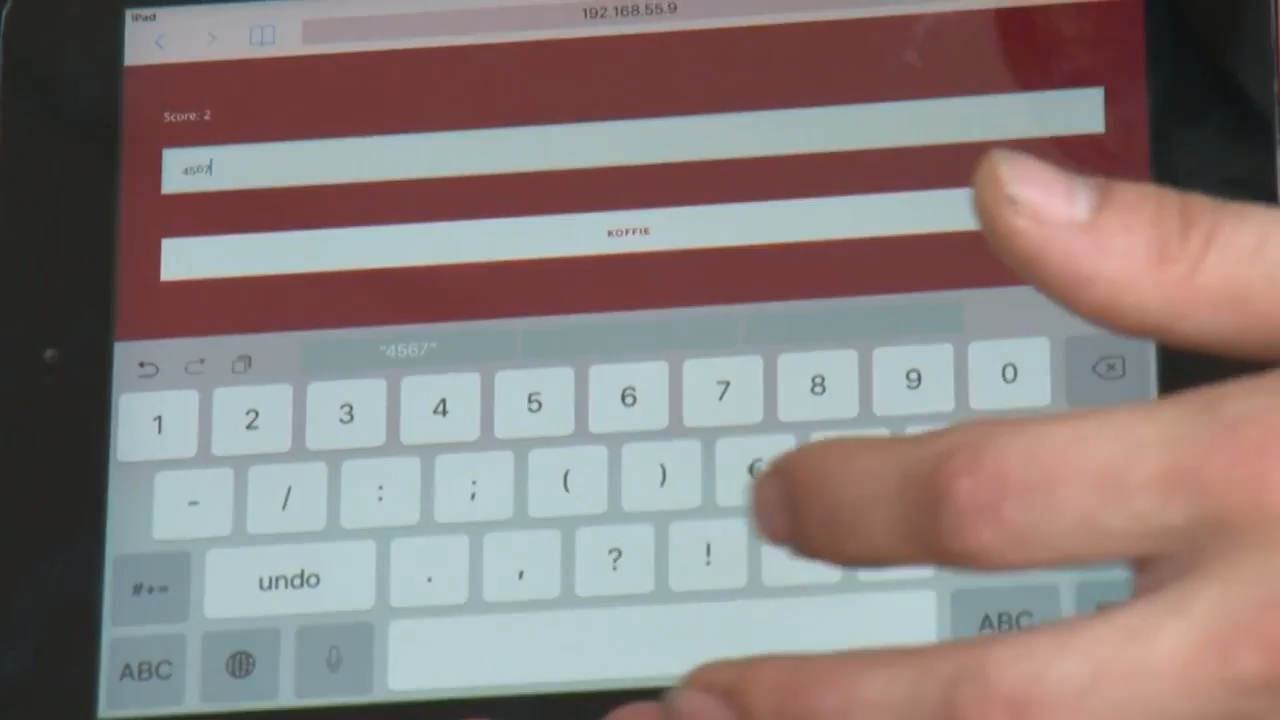 iPad
192.168.55.9
Score: 2
4567
KOFFIE
"4567"
1 2 3 4 5 6 7 8 9 0
- / : ; ( ) €
#+= undo . , ? !
ABC ABC